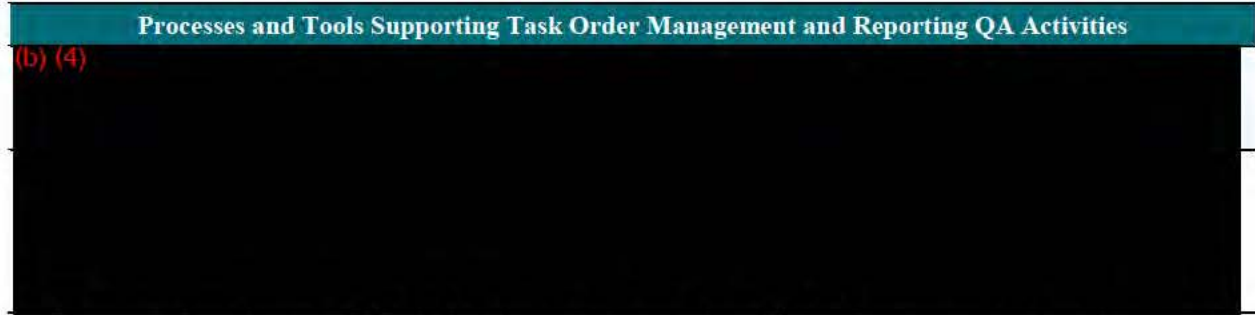 Processes and Tools Supporting Task Order Management and Reporting QA Activities
(b) (4)